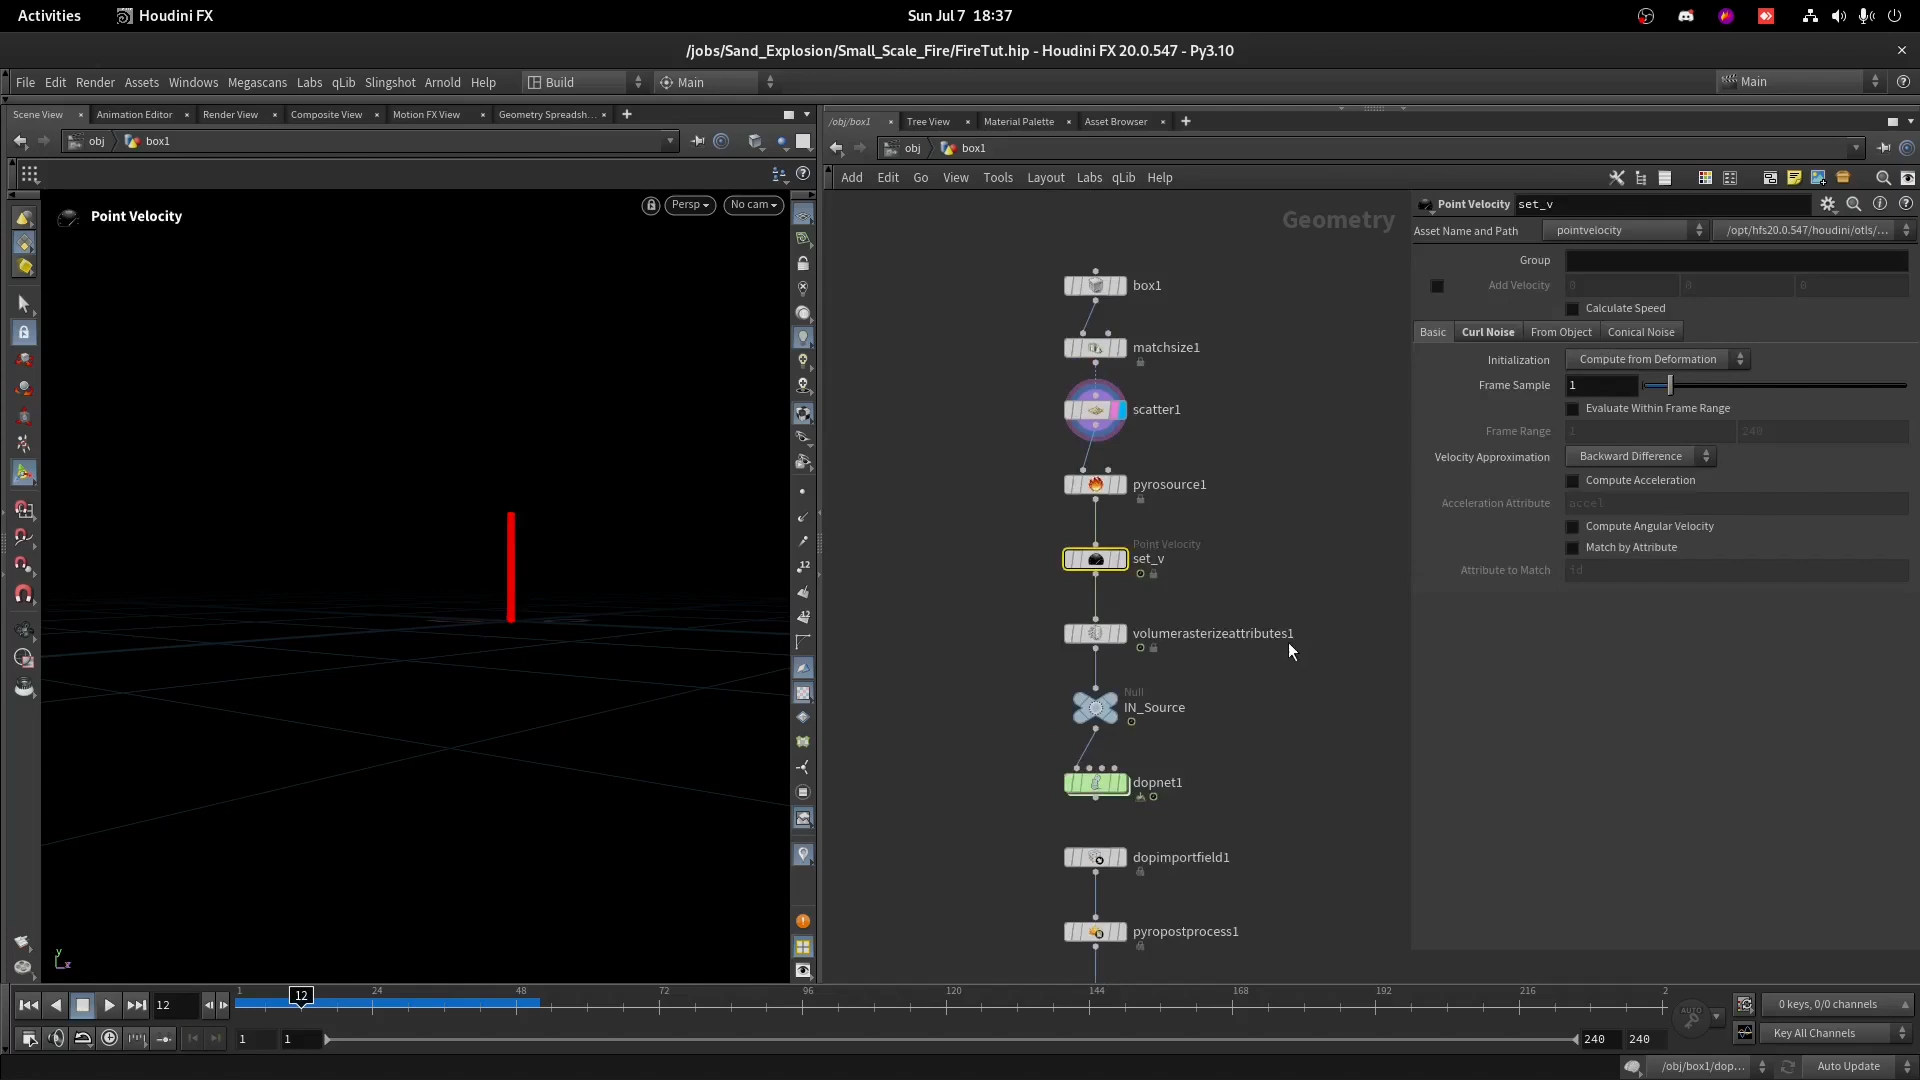 Activities Houdini FX Sun Jul 7 18:37
/jobs/Sand_Explosion/Small_Scale_Fire/FireTut.hip - Houdini FX 20.0.547 - Py3.10
File Edit Render Assets Windows Megascans Labs qLib Slingshot Arnold Help Build Main Main
Scene View Animation Editor Render View Composite View Motion FX View Geometry Spreadsh...
obj box1
Point Velocity
Persp No cam
/obj/box1 Tree View Material Palette Asset Browser
obj box1
Add Edit Go View Tools Layout Labs qLib Help
Geometry
box1
matchsize1
scatter1
pyrosource1
Point Velocity
set_v
volumerasterizeattributes1
Null
IN_Source
dopnet1
dopimportfield1
pyropostprocess1
Point Velocity set_v
Asset Name and Path pointvelocity /opt/hfs20.0.547/houdini/otls/...
Group
Add Velocity 0 0 0
Calculate Speed
Basic Curl Noise From Object Conical Noise
Initialization Compute from Deformation
Frame Sample 1
Evaluate Within Frame Range
Frame Range 1 240
Velocity Approximation Backward Difference
Compute Acceleration
Acceleration Attribute accel
Compute Angular Velocity
Match by Attribute
Attribute to Match id
12
12
12
y
x
12 1 12 24 48 72 96 120 144 168 192 216 2
AUTO
0 keys, 0/0 channels
1 1 240 240
Key All Channels
/obj/box1/dop... Auto Update